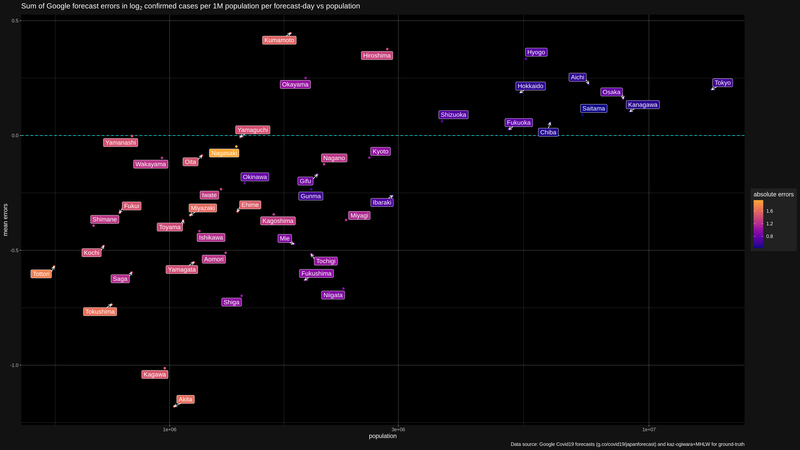 Sum of Google forecast errors in log₂ confirmed cases per 1M population per forecast-day vs population
0.5
Kumamoto
Hyogo
Hiroshima
Aichi
Okayama
Hokkaido
Tokyo
Osaka
Kanagawa
Saitama
Shizuoka
Fukuoka
Yamaguchi
Chiba
0.0
Yamanashi
Nagasaki
Kyoto
Wakayama
Oita
Nagano
Okinawa
Gifu
absolute errors
Iwate
Gunma
1.6
Fukui
Miyazaki
Ehime
Ibaraki
1.2
Shimane
Kagoshima
Miyagi
mean errors
Toyama
0.8
Ishikawa
Mie
-0.5
Kochi
Aomori
Tochigi
Tottori
Saga
Yamagata
Fukushima
Niigata
Shiga
Tokushima
-1.0
Kagawa
Akita
1e+06
3e+06
1e+07
population
Data source: Google Covid19 forecasts (g.co/covid19/japanforecast) and kaz-ogiwara+MHLW for ground-truth